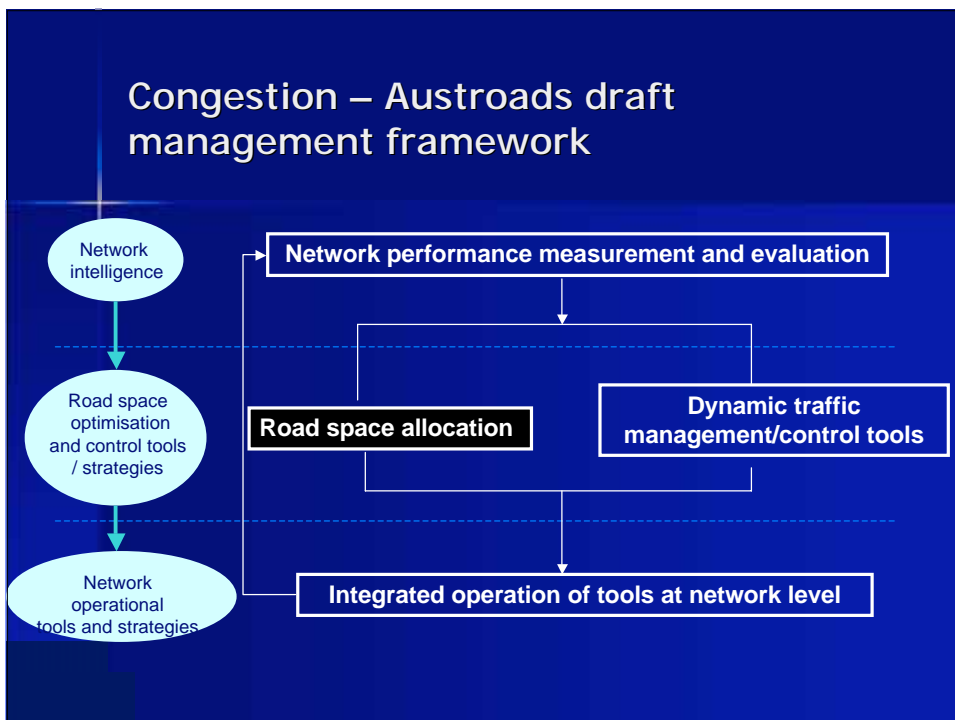 Congestion – Austroads draft
management framework
Network
intelligence
Network performance measurement and evaluation
Road space
optimisation
and control tools
/ strategies
Road space allocation
Dynamic traffic
management/control tools
Network
operational
tools and strategies
Integrated operation of tools at network level